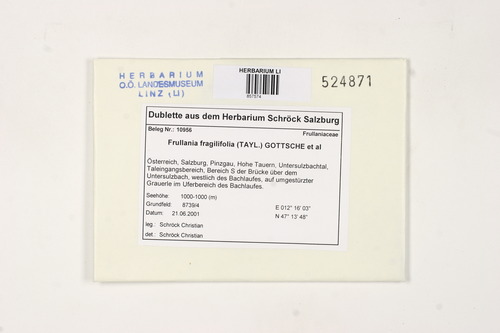 HERBARIUM
O.Ö. LANDESMUSEUM
LINZ (LI)
HERBARIUM LI
857574
524871
Dublette aus dem Herbarium Schröck Salzburg
Beleg Nr.: 10956
Frullaniaceae
Frullania fragilifolia (TAYL.) GOTTSCHE et al
Österreich, Salzburg, Pinzgau, Hohe Tauern, Untersulzbachtal,
Taleingangsbereich, Bereich S der Brücke über dem
Untersulzbach, westlich des Bachlaufes, auf umgestürzter
Grauerle im Uferbereich des Bachlaufes.
Seehöhe: 1000-1000 (m)
Grundfeld: 8739/4
Datum: 21.06.2001
E 012° 16' 03"
N 47° 13' 48"
leg.: Schröck Christian
det.: Schröck Christian